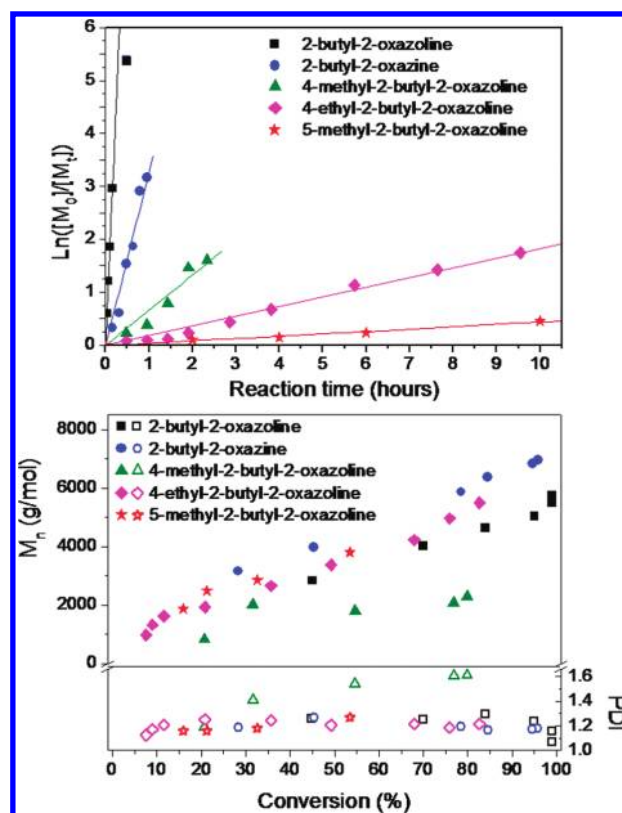 6
5
4
3
2
1
0
Ln([M₀]/[Mₜ])
2-butyl-2-oxazoline
2-butyl-2-oxazine
4-methyl-2-butyl-2-oxazoline
4-ethyl-2-butyl-2-oxazoline
5-methyl-2-butyl-2-oxazoline
0 1 2 3 4 5 6 7 8 9 10
Reaction time (hours)
8000
6000
4000
2000
0
Mₙ (g/mol)
2-butyl-2-oxazoline
2-butyl-2-oxazine
4-methyl-2-butyl-2-oxazoline
4-ethyl-2-butyl-2-oxazoline
5-methyl-2-butyl-2-oxazoline
1.6
1.4
1.2
1.0
PDI
0 10 20 30 40 50 60 70 80 90 100
Conversion (%)